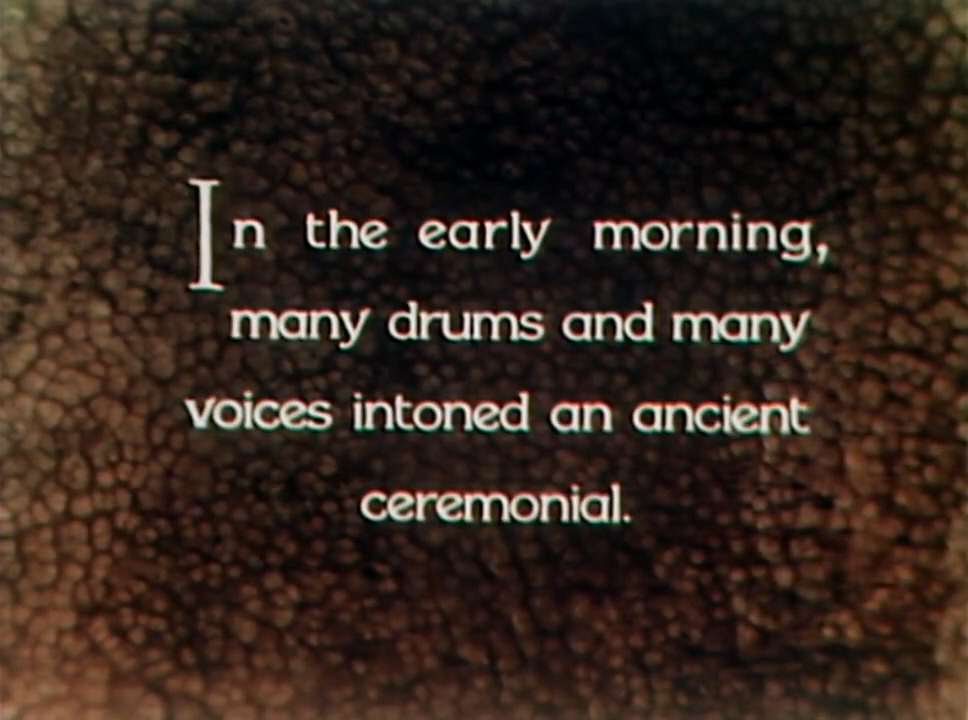 In the early morning,
many drums and many
voices intoned an ancient
ceremonial.